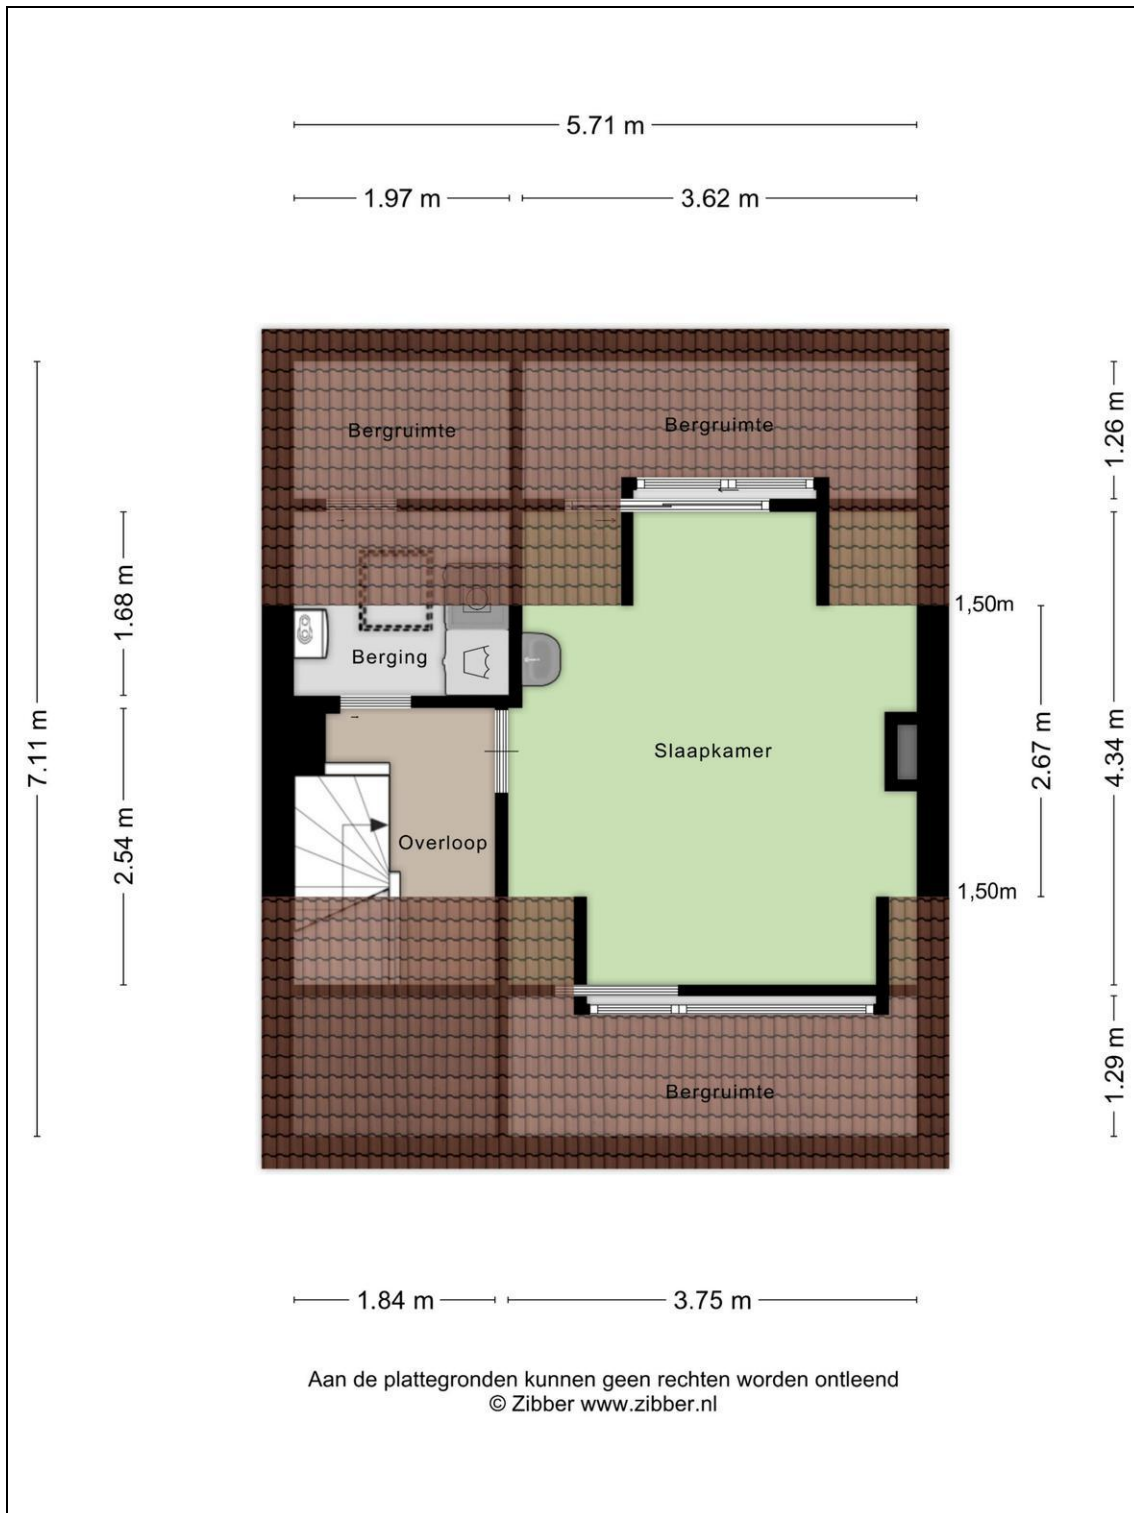 5.71 m
1.97 m
3.62 m
Bergruimte
Bergruimte
1.26 m
1,50m
1.68 m
Berging
7.11 m
Slaapkamer
2.67 m
4.34 m
2.54 m
Overloop
1,50m
1.29 m
Bergruimte
1.84 m
3.75 m
Aan de plattegronden kunnen geen rechten worden ontleend
© Zibber www.zibber.nl